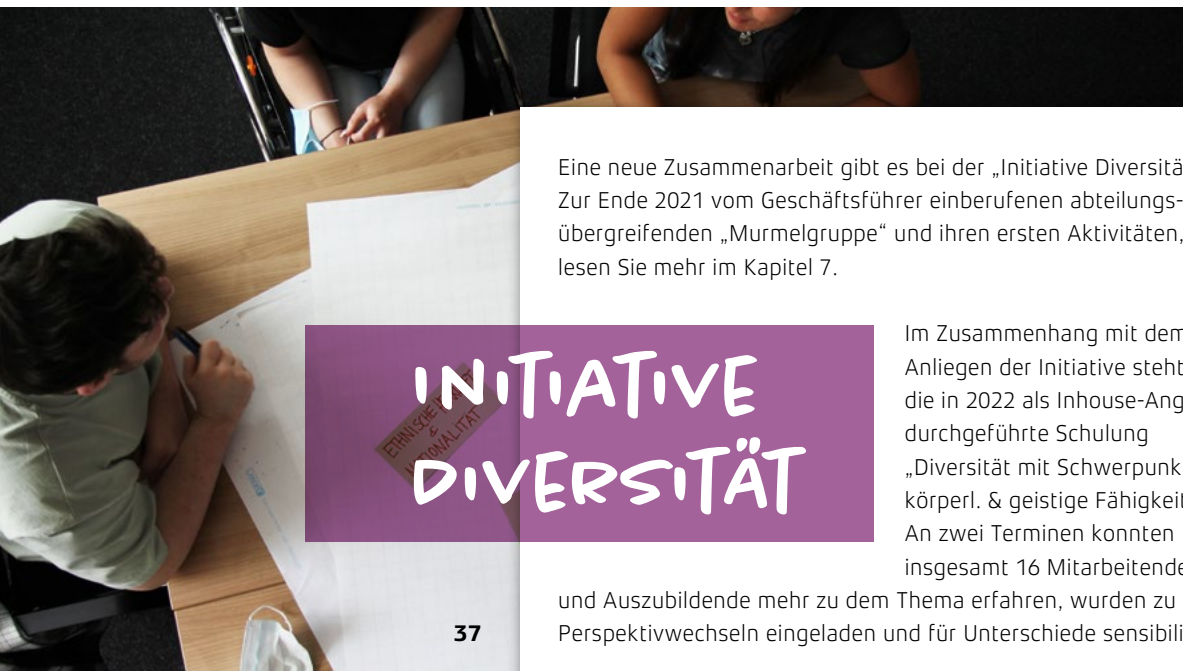 Eine neue Zusammenarbeit gibt es bei der „Initiative Diversitä
Zur Ende 2021 vom Geschäftsführer einberufenen abteilungs-
übergreifenden „Murmelgruppe“ und ihren ersten Aktivitäten,
lesen Sie mehr im Kapitel 7.
INITIATIVE
DIVERSITÄT
ETHNISCHE
&
NATIONALITÄT
Im Zusammenhang mit dem
Anliegen der Initiative steht
die in 2022 als Inhouse-Ang
durchgeführte Schulung
„Diversität mit Schwerpunk
körperl. & geistige Fähigkeit
An zwei Terminen konnten
insgesamt 16 Mitarbeitende
und Auszubildende mehr zu dem Thema erfahren, wurden zu
Perspektivwechseln eingeladen und für Unterschiede sensibili
37